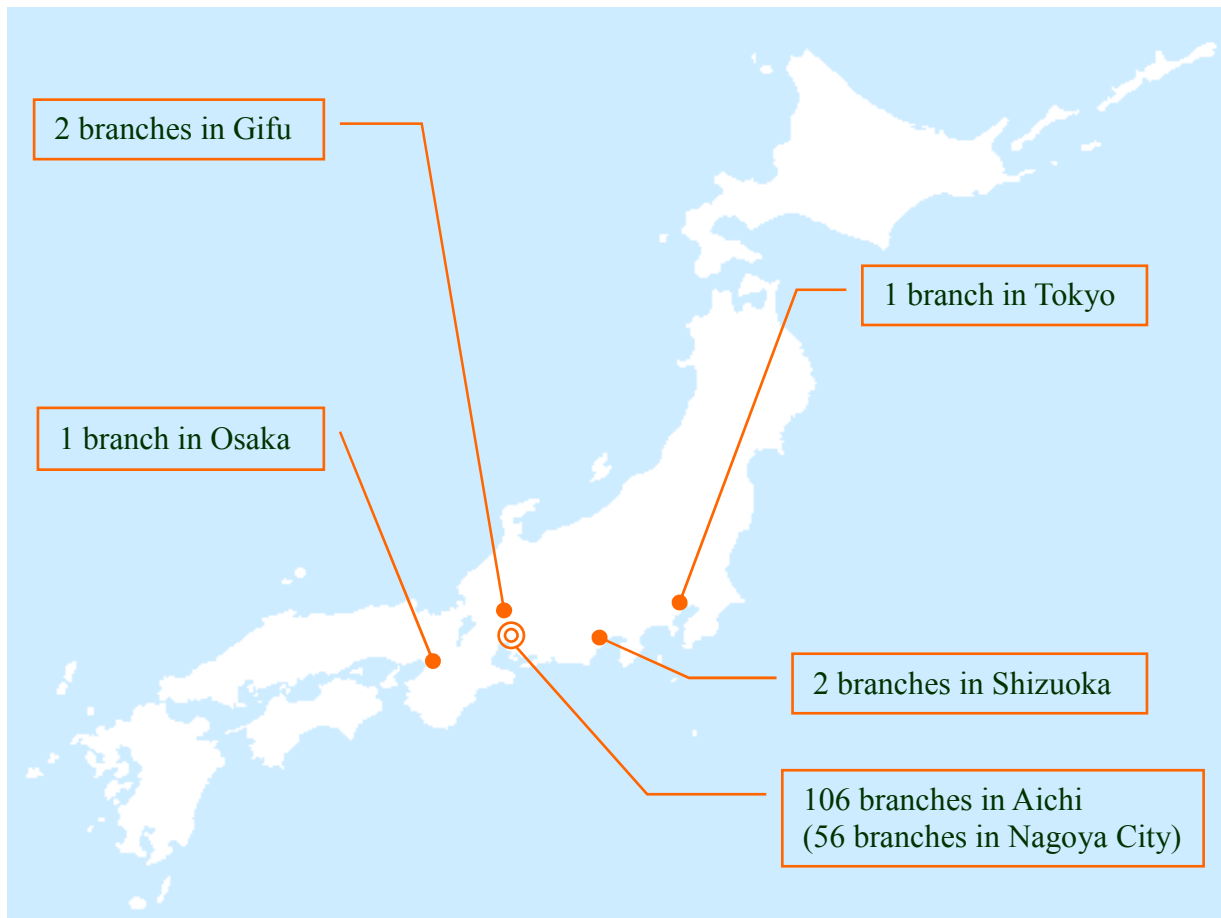 2 branches in Gifu
1 branch in Tokyo
1 branch in Osaka
2 branches in Shizuoka
106 branches in Aichi
(56 branches in Nagoya City)